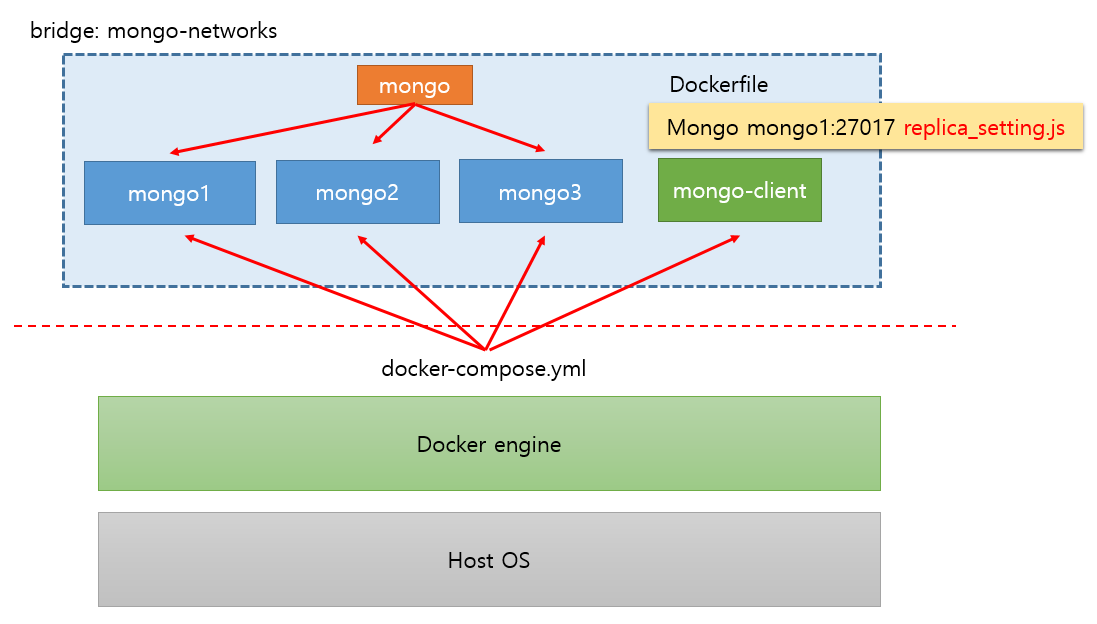 bridge: mongo-networks
mongo
Dockerfile
Mongo mongo1:27017 replica_setting.js
mongo1
mongo2
mongo3
mongo-client
docker-compose.yml
Docker engine
Host OS